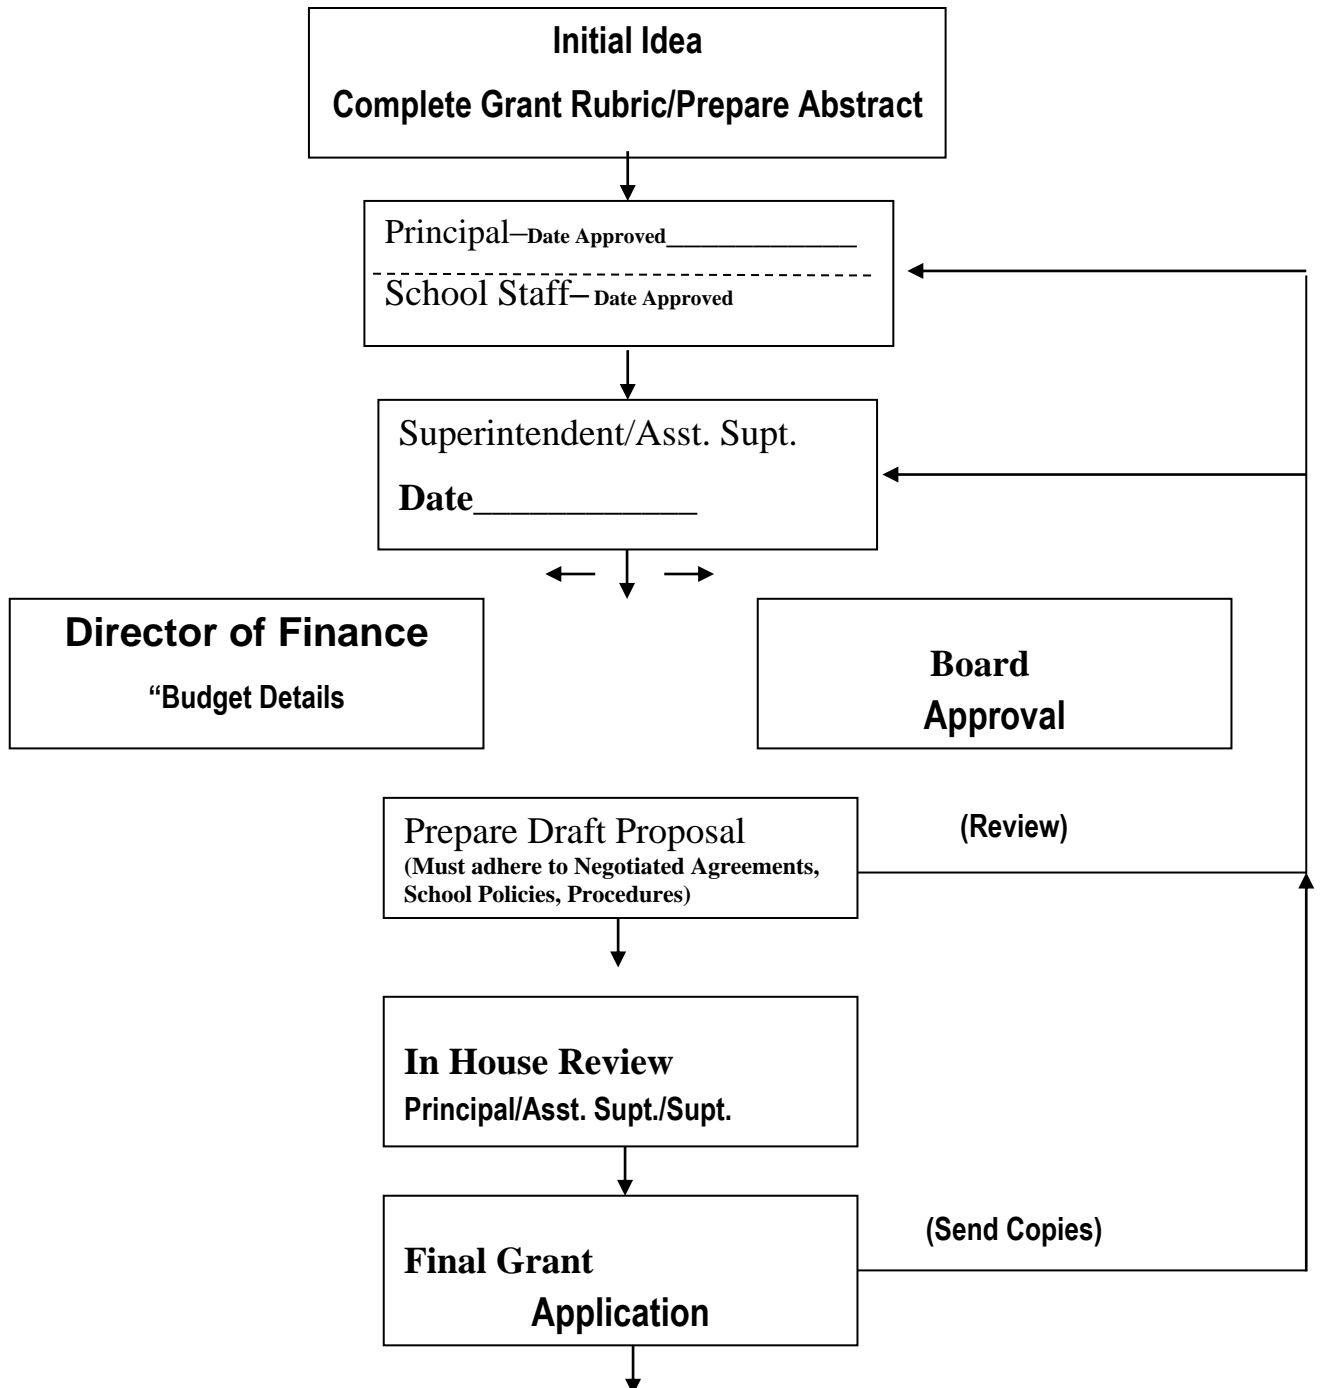 Initial Idea
Complete Grant Rubric/Prepare Abstract
Principal–Date Approved____________
School Staff– Date Approved
Superintendent/Asst. Supt.
Date____________
Director of Finance
“Budget Details
Board
Approval
Prepare Draft Proposal
(Must adhere to Negotiated Agreements,
School Policies, Procedures)
(Review)
In House Review
Principal/Asst. Supt./Supt.
Final Grant
Application
(Send Copies)